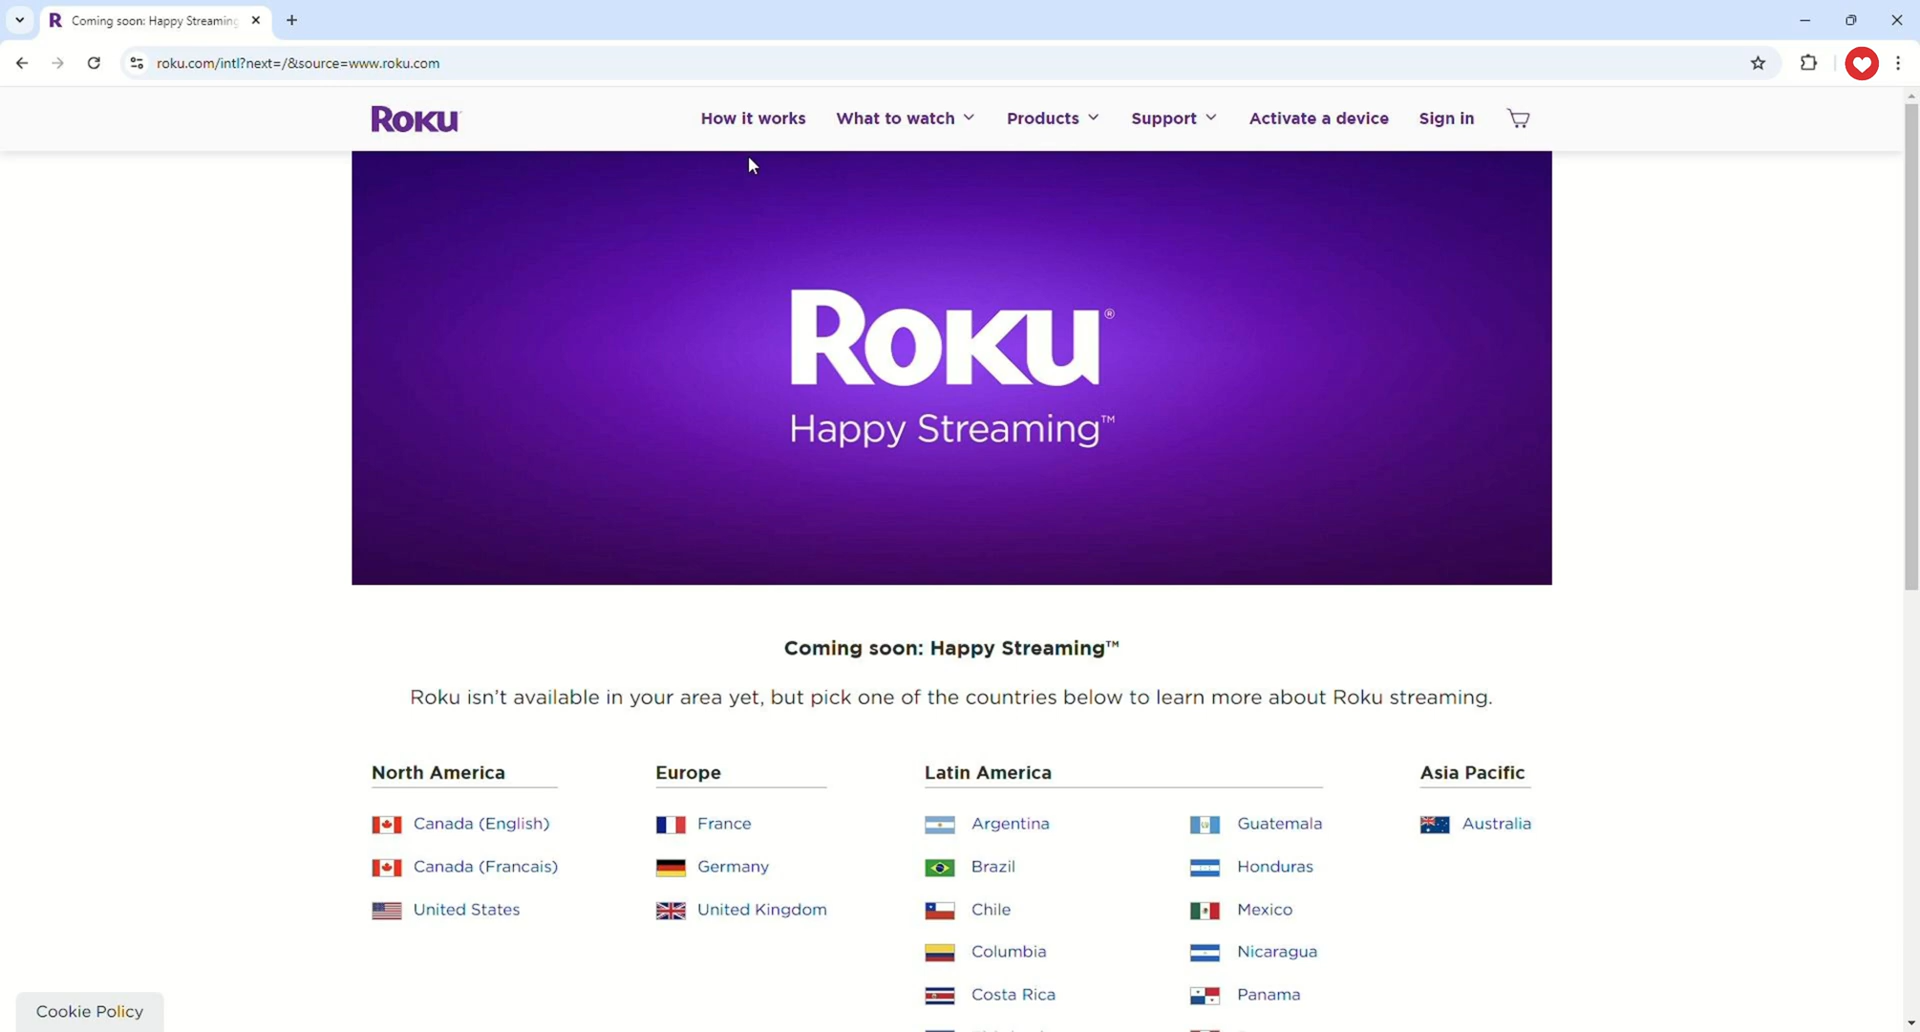 Coming soon: Happy Streaming
roku.com/intl?next=/&source=www.roku.com
ROKU
How it works
What to watch
Products
Support
Activate a device
Sign in
ROKU®
Happy Streaming™
Coming soon: Happy Streaming™
Roku isn't available in your area yet, but pick one of the countries below to learn more about Roku streaming.
North America
Canada (English)
Canada (Francais)
United States
Europe
France
Germany
United Kingdom
Latin America
Argentina
Brazil
Chile
Columbia
Costa Rica
Guatemala
Honduras
Mexico
Nicaragua
Panama
Asia Pacific
Australia
Cookie Policy